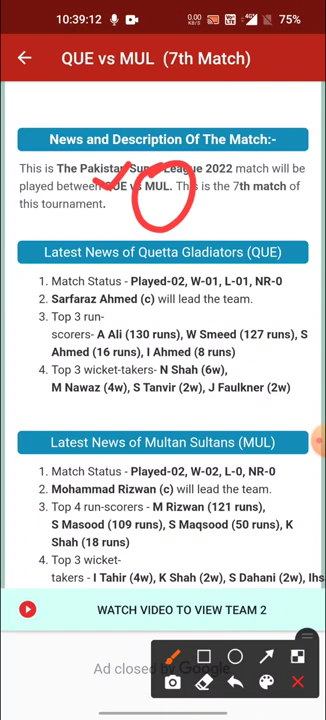 10:39:12 0.00 KB/S Vo LTE 4G 75%
QUE vs MUL (7th Match)
News and Description Of The Match:-
This is The Pakistan Super League 2022 match will be
played between QUE vs MUL. This is the 7th match of
this tournament.
Latest News of Quetta Gladiators (QUE)
1. Match Status - Played-02, W-01, L-01, NR-0
2. Sarfaraz Ahmed (c) will lead the team.
3. Top 3 run-
scorers- A Ali (130 runs), W Smeed (127 runs), S
Ahmed (16 runs), I Ahmed (8 runs)
4. Top 3 wicket-takers- N Shah (6w),
M Nawaz (4w), S Tanvir (2w), J Faulkner (2w)
Latest News of Multan Sultans (MUL)
1. Match Status - Played-02, W-02, L-0, NR-0
2. Mohammad Rizwan (c) will lead the team.
3. Top 4 run-scorers - M Rizwan (121 runs),
S Masood (109 runs), S Maqsood (50 runs), K
Shah (18 runs)
4. Top 3 wicket-
takers - I Tahir (4w), K Shah (2w), S Dahani (2w), Ihs
WATCH VIDEO TO VIEW TEAM 2
Ad closed by Google